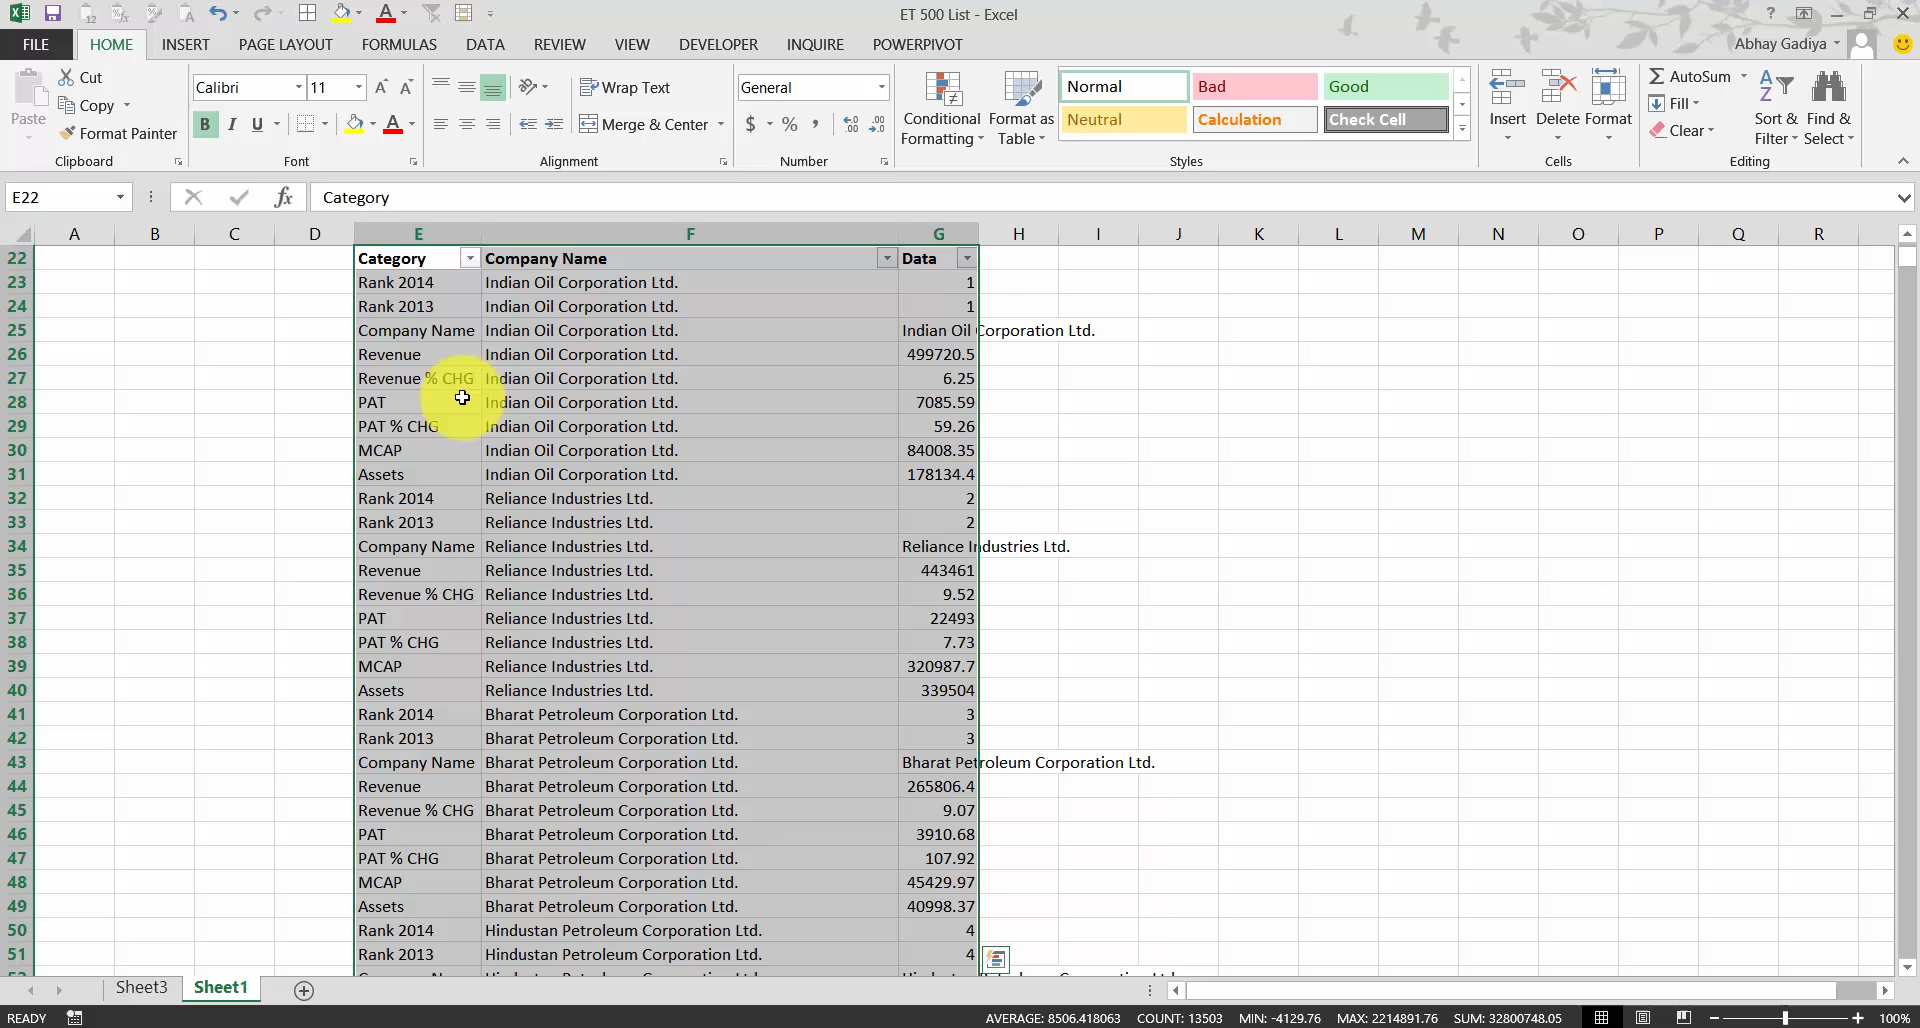 ET 500 List - Excel
FILE HOME INSERT PAGE LAYOUT FORMULAS DATA REVIEW VIEW DEVELOPER INQUIRE POWERPIVOT Abhay Gadiya
Paste
Cut
Copy
Format Painter
Clipboard
Calibri 11
B I U
Font
Wrap Text
Merge & Center
Alignment
General
$ % ,
Number
Conditional Formatting
Format as Table
Normal Bad Good
Neutral Calculation Check Cell
Styles
Insert Delete Format
Cells
AutoSum
Fill
Clear
Sort & Filter
Find & Select
Editing
E22 fx Category
A B C D E F G H I J K L M N O P Q R
22 Category Company Name Data
23 Rank 2014 Indian Oil Corporation Ltd. 1
24 Rank 2013 Indian Oil Corporation Ltd. 1
25 Company Name Indian Oil Corporation Ltd. Indian Oil Corporation Ltd.
26 Revenue Indian Oil Corporation Ltd. 499720.5
27 Revenue % CHG Indian Oil Corporation Ltd. 6.25
28 PAT Indian Oil Corporation Ltd. 7085.59
29 PAT % CHG Indian Oil Corporation Ltd. 59.26
30 MCAP Indian Oil Corporation Ltd. 84008.35
31 Assets Indian Oil Corporation Ltd. 178134.4
32 Rank 2014 Reliance Industries Ltd. 2
33 Rank 2013 Reliance Industries Ltd. 2
34 Company Name Reliance Industries Ltd. Reliance Industries Ltd.
35 Revenue Reliance Industries Ltd. 443461
36 Revenue % CHG Reliance Industries Ltd. 9.52
37 PAT Reliance Industries Ltd. 22493
38 PAT % CHG Reliance Industries Ltd. 7.73
39 MCAP Reliance Industries Ltd. 320987.7
40 Assets Reliance Industries Ltd. 339504
41 Rank 2014 Bharat Petroleum Corporation Ltd. 3
42 Rank 2013 Bharat Petroleum Corporation Ltd. 3
43 Company Name Bharat Petroleum Corporation Ltd. Bharat Petroleum Corporation Ltd.
44 Revenue Bharat Petroleum Corporation Ltd. 265806.4
45 Revenue % CHG Bharat Petroleum Corporation Ltd. 9.07
46 PAT Bharat Petroleum Corporation Ltd. 3910.68
47 PAT % CHG Bharat Petroleum Corporation Ltd. 107.92
48 MCAP Bharat Petroleum Corporation Ltd. 45429.97
49 Assets Bharat Petroleum Corporation Ltd. 40998.37
50 Rank 2014 Hindustan Petroleum Corporation Ltd. 4
51 Rank 2013 Hindustan Petroleum Corporation Ltd. 4
Sheet3 Sheet1
READY AVERAGE: 8506.418063 COUNT: 13503 MIN: -4129.76 MAX: 2214891.76 SUM: 32800748.05 100%